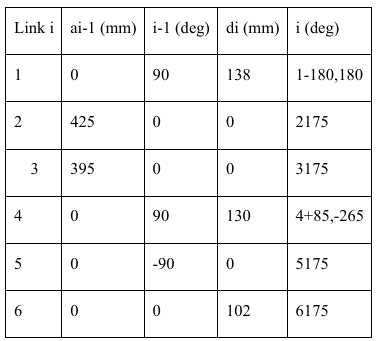 Link i ai-1 (mm) i-1 (deg) di (mm) i (deg)
1 0 90 138 1-180,180
2 425 0 0 2175
3 395 0 0 3175
4 0 90 130 4+85,-265
5 0 -90 0 5175
6 0 0 102 6175